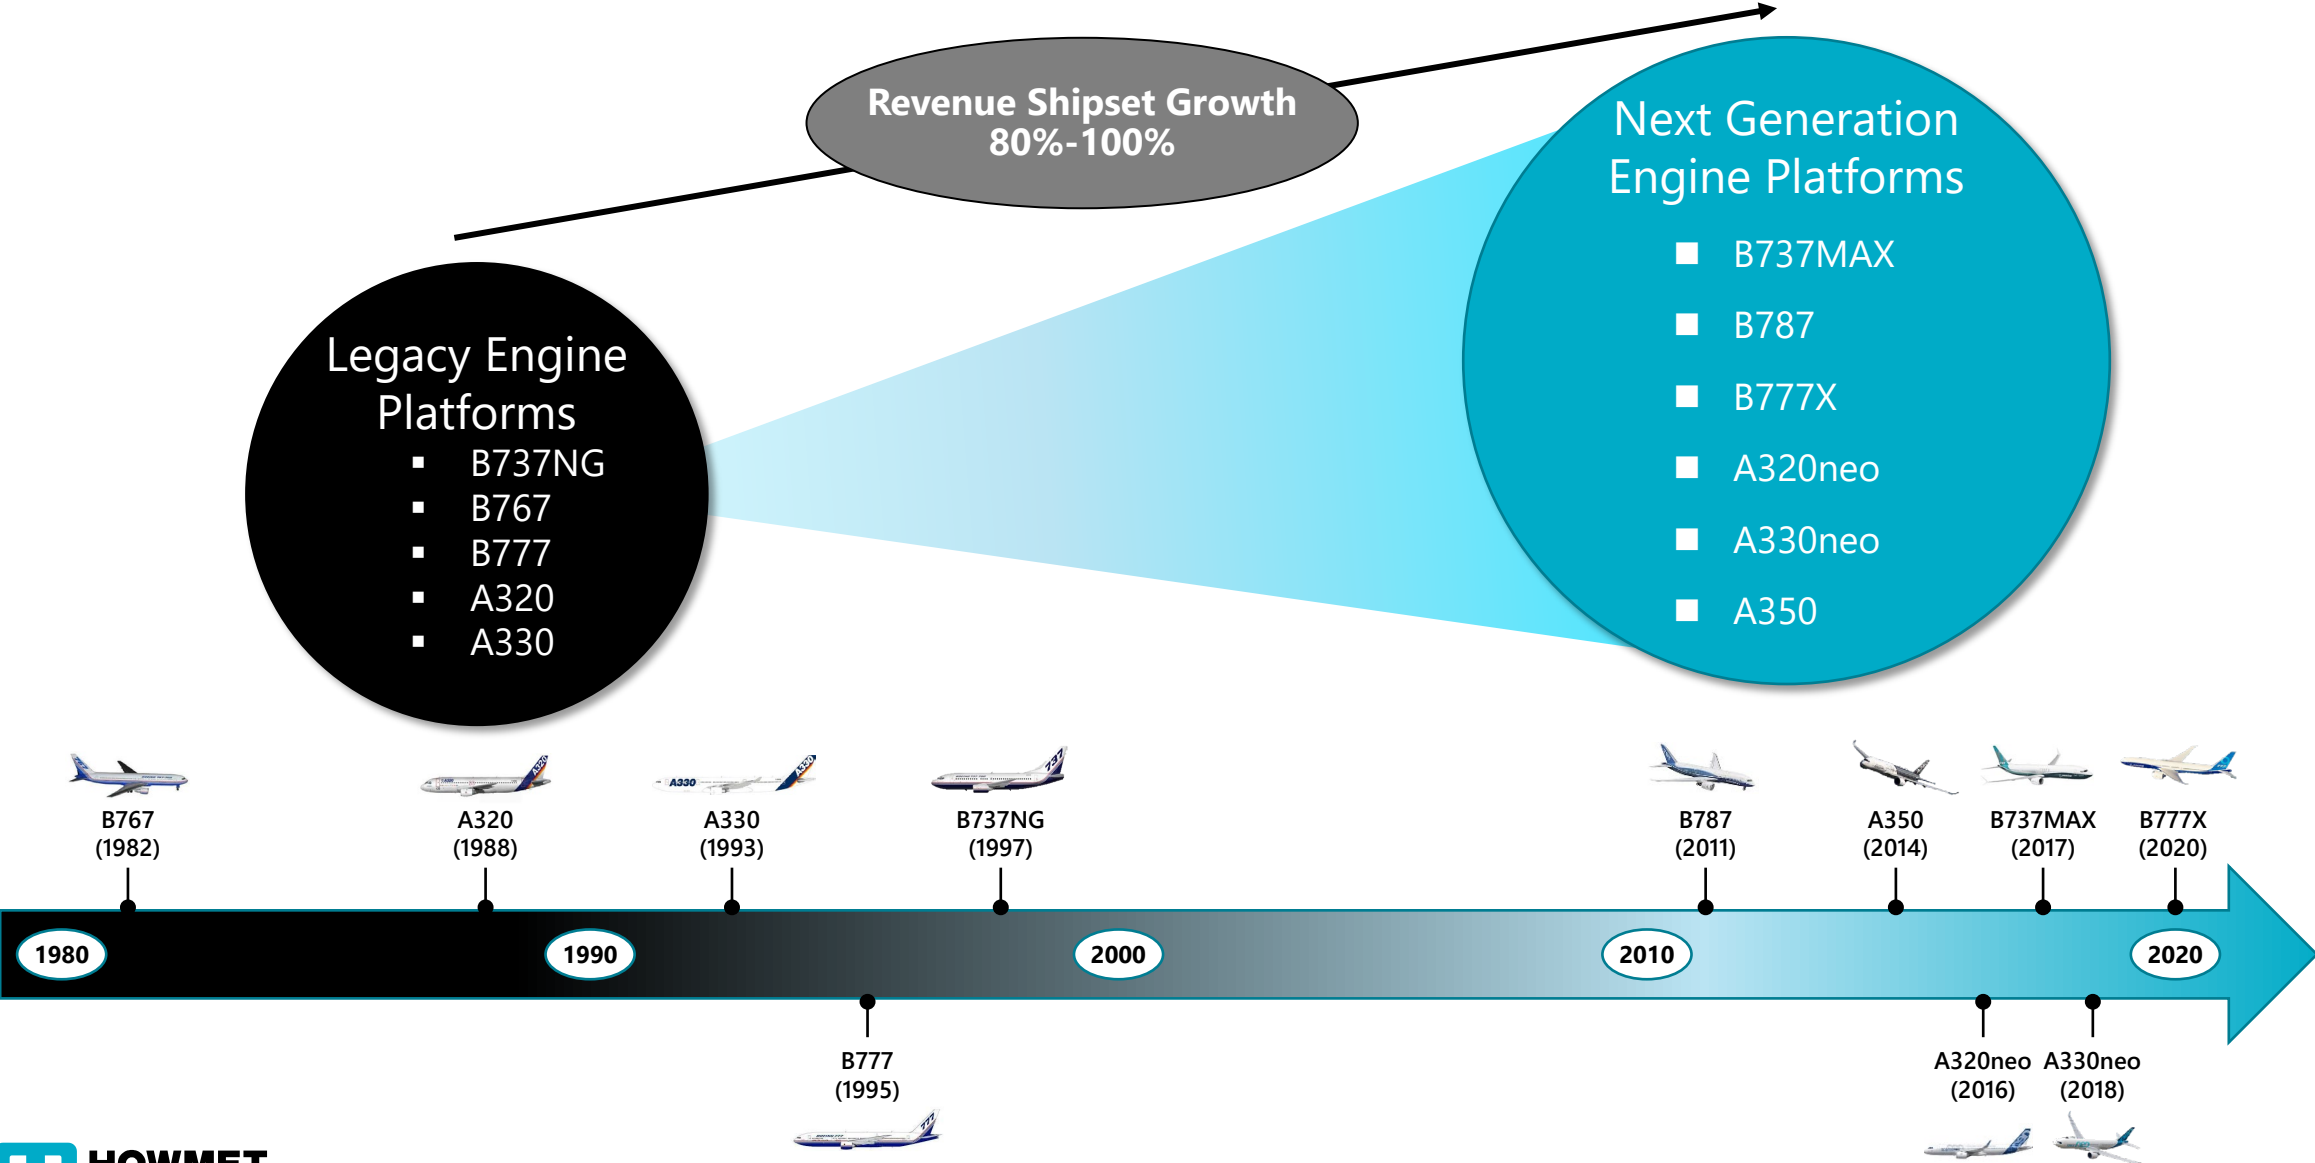 Revenue Shipset Growth
80%-100%
Next Generation
Engine Platforms
■ B737MAX
■ B787
■ B777X
■ A320neo
■ A330neo
■ A350
Legacy Engine
Platforms
▪ B737NG
▪ B767
▪ B777
▪ A320
▪ A330
B767
(1982)
A320
(1988)
A330
(1993)
B737NG
(1997)
B787
(2011)
A350
(2014)
B737MAX
(2017)
B777X
(2020)
1980
1990
2000
2010
2020
B777
(1995)
A320neo
(2016)
A330neo
(2018)
HOWMET